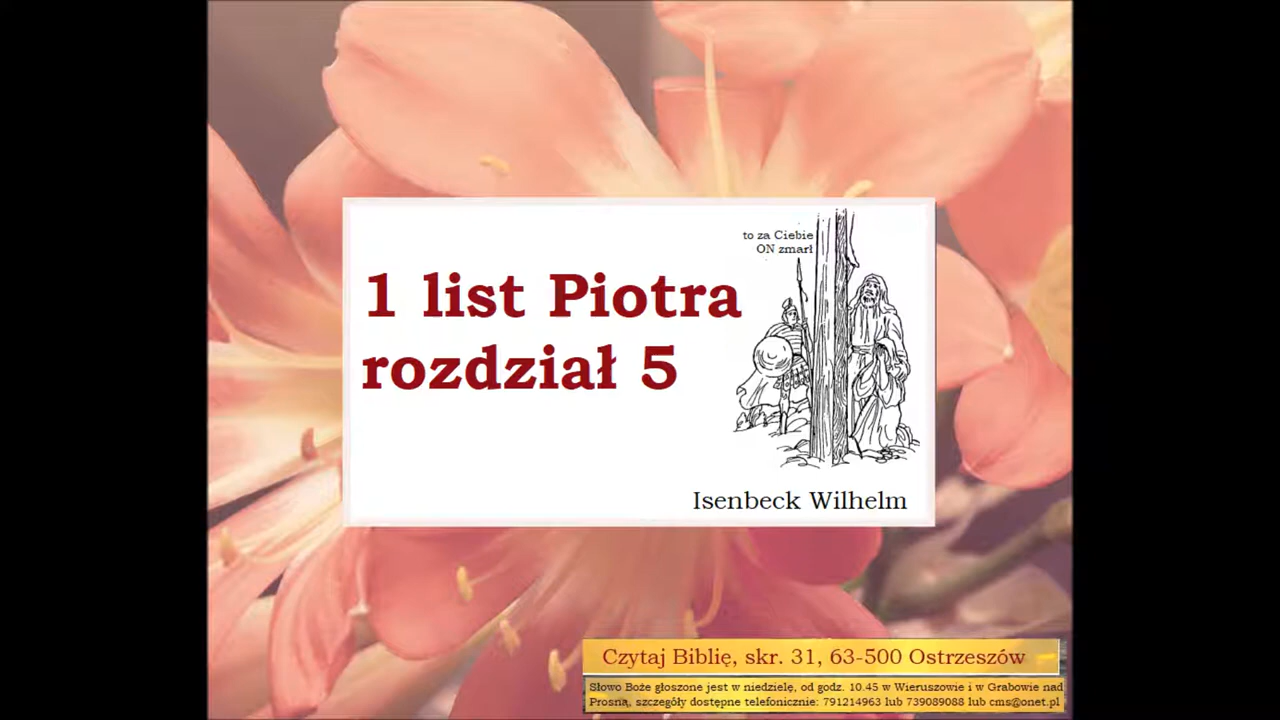 to za Ciebie
ON zmarł
1 list Piotra
rozdział 5
Isenbeck Wilhelm
Czytaj Biblię, skr. 31, 63-500 Ostrzeszów
Słowo Boże głoszone jest w niedzielę, od godz. 10.45 w Wieruszowie i w Grabowie nad
Prosną, szczegóły dostępne telefonicznie: 791214963 lub 739089088 lub cms@onet.pl